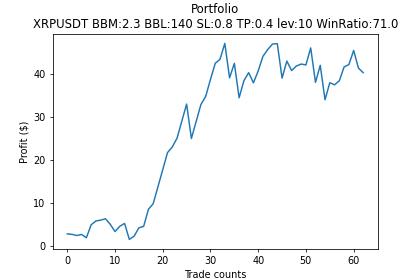 Portfolio
XRPUSDT BBM:2.3 BBL:140 SL:0.8 TP:0.4 lev:10 WinRatio:71.0
40
30
20
10
0
Profit ($)
0 10 20 30 40 50 60
Trade counts